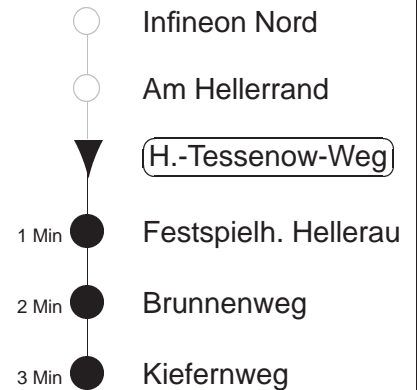 Infineon Nord
Am Hellerrand
H.-Tessenow-Weg
1 Min Festspielh. Hellerau
2 Min Brunnenweg
3 Min Kiefernweg